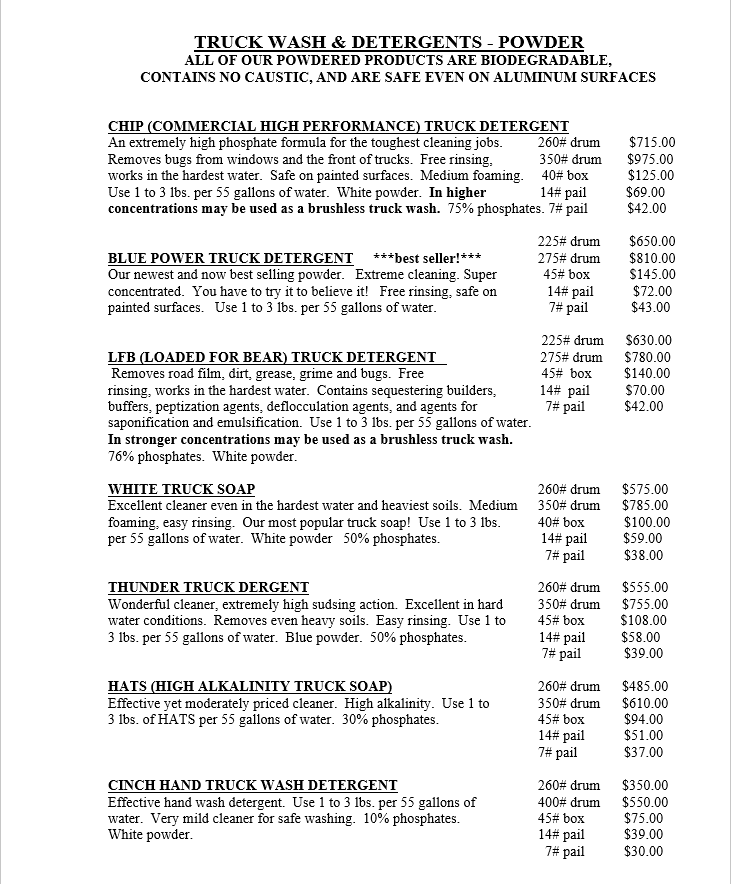 TRUCK WASH & DETERGENTS - POWDER
ALL OF OUR POWDERED PRODUCTS ARE BIODEGRADABLE,
CONTAINS NO CAUSTIC, AND ARE SAFE EVEN ON ALUMINUM SURFACES
CHIP (COMMERCIAL HIGH PERFORMANCE) TRUCK DETERGENT
An extremely high phosphate formula for the toughest cleaning jobs. 260# drum $715.00
Removes bugs from windows and the front of trucks. Free rinsing, 350# drum $975.00
works in the hardest water. Safe on painted surfaces. Medium foaming. 40# box $125.00
Use 1 to 3 lbs. per 55 gallons of water. White powder. In higher 14# pail $69.00
concentrations may be used as a brushless truck wash. 75% phosphates. 7# pail $42.00
225# drum $650.00
BLUE POWER TRUCK DETERGENT ***best seller!*** 275# drum $810.00
Our newest and now best selling powder. Extreme cleaning. Super 45# box $145.00
concentrated. You have to try it to believe it! Free rinsing, safe on 14# pail $72.00
painted surfaces. Use 1 to 3 lbs. per 55 gallons of water. 7# pail $43.00
225# drum $630.00
LFB (LOADED FOR BEAR) TRUCK DETERGENT 275# drum $780.00
Removes road film, dirt, grease, grime and bugs. Free 45# box $140.00
rinsing, works in the hardest water. Contains sequestering builders, 14# pail $70.00
buffers, peptization agents, deflocculation agents, and agents for 7# pail $42.00
saponification and emulsification. Use 1 to 3 lbs. per 55 gallons of water.
In stronger concentrations may be used as a brushless truck wash.
76% phosphates. White powder.
WHITE TRUCK SOAP 260# drum $575.00
Excellent cleaner even in the hardest water and heaviest soils. Medium 350# drum $785.00
foaming, easy rinsing. Our most popular truck soap! Use 1 to 3 lbs. 40# box $100.00
per 55 gallons of water. White powder 50% phosphates. 14# pail $59.00
7# pail $38.00
THUNDER TRUCK DERGENT 260# drum $555.00
Wonderful cleaner, extremely high sudsing action. Excellent in hard 350# drum $755.00
water conditions. Removes even heavy soils. Easy rinsing. Use 1 to 45# box $108.00
3 lbs. per 55 gallons of water. Blue powder. 50% phosphates. 14# pail $58.00
7# pail $39.00
HATS (HIGH ALKALINITY TRUCK SOAP) 260# drum $485.00
Effective yet moderately priced cleaner. High alkalinity. Use 1 to 350# drum $610.00
3 lbs. of HATS per 55 gallons of water. 30% phosphates. 45# box $94.00
14# pail $51.00
7# pail $37.00
CINCH HAND TRUCK WASH DETERGENT 260# drum $350.00
Effective hand wash detergent. Use 1 to 3 lbs. per 55 gallons of 400# drum $550.00
water. Very mild cleaner for safe washing. 10% phosphates. 45# box $75.00
White powder. 14# pail $39.00
7# pail $30.00